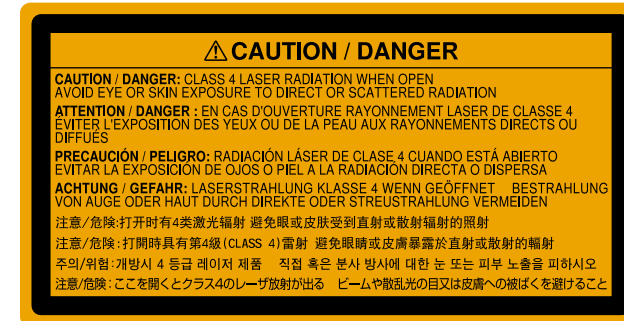 ⚠ CAUTION / DANGER
CAUTION / DANGER: CLASS 4 LASER RADIATION WHEN OPEN
AVOID EYE OR SKIN EXPOSURE TO DIRECT OR SCATTERED RADIATION
ATTENTION / DANGER : EN CAS D'OUVERTURE RAYONNEMENT LASER DE CLASSE 4
ÉVITER L'EXPOSITION DES YEUX OU DE LA PEAU AUX RAYONNEMENTS DIRECTS OU
DIFFUÉS
PRECAUCIÓN / PELIGRO: RADIACIÓN LÁSER DE CLASE 4 CUANDO ESTÁ ABIERTO
EVITAR LA EXPOSICIÓN DE OJOS O PIEL A LA RADIACIÓN DIRECTA O DISPERSA
ACHTUNG / GEFAHR: LASERSTRAHLUNG KLASSE 4 WENN GEÖFFNET BESTRAHLUNG
VON AUGE ODER HAUT DURCH DIREKTE ODER STREUSTRAHLUNG VERMEIDEN
注意/危险:打开时有4类激光辐射 避免眼或皮肤受到直射或散射辐射的照射
注意/危険:打開時具有第4級(CLASS 4)雷射 避免眼睛或皮膚暴露於直射或散射的輻射
주의/위험:개방시 4 등급 레이저 제품 직접 혹은 분사 방사에 대한 눈 또는 피부 노출을 피하시오
注意/危険:ここを開くとクラス4のレーザ放射が出る ビームや散乱光の目又は皮膚への被ばくを避けること